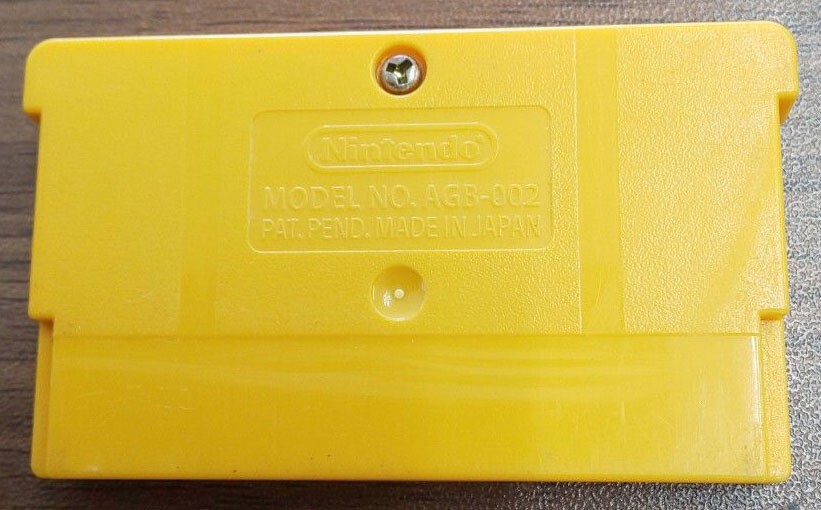 Nintendo
MODEL NO. AGB-002
PAT. PEND. MADE IN JAPAN